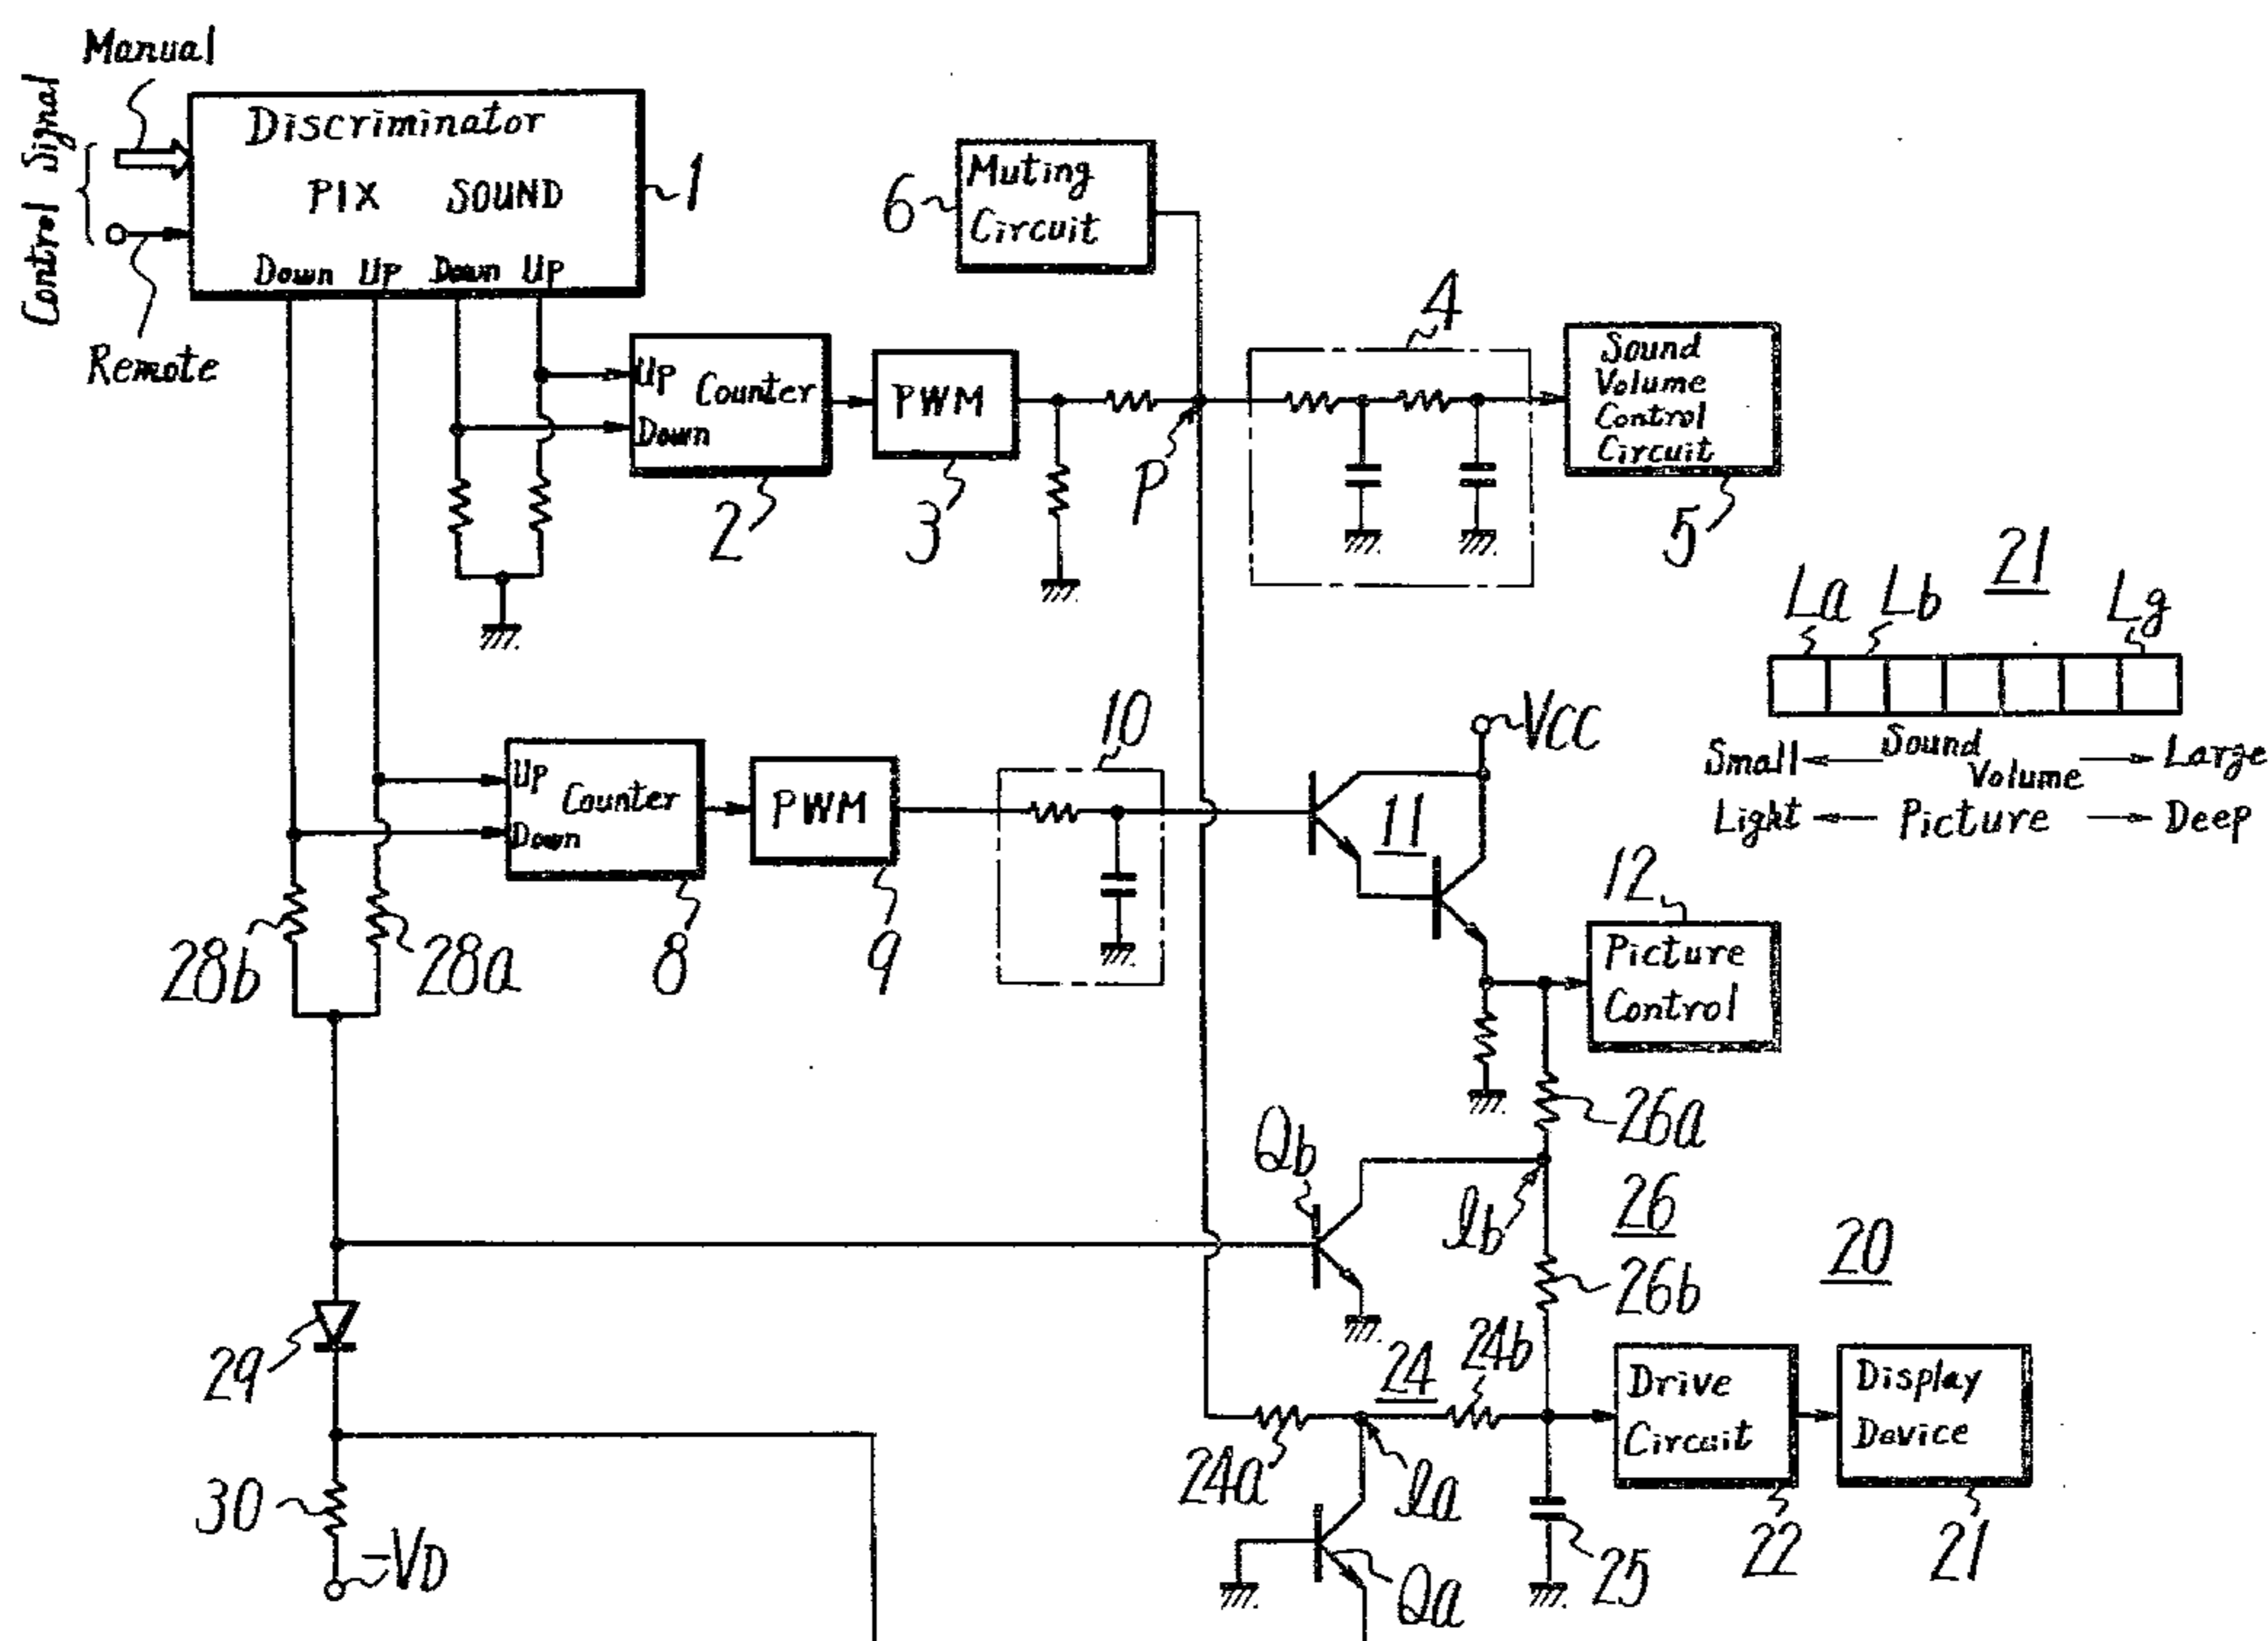 Manual
Control Signal
Remote
Discriminator
PIX SOUND
Down Up Down Up
1
6
Muting
Circuit
4
Up
Down
Counter
2
PWM
3
P
Sound
Volume
Control
Circuit
5
21
La Lb Lg
Small Sound Volume Large
Light Picture Deep
10
Up
Down
Counter
8
PWM
9
28b
28a
VCC
11
12
Picture
Control
26a
Qb
26
26b
20
29
24
24b
24a
Drive
Circuit
22
Display
Device
21
30
-VD
25
Qa